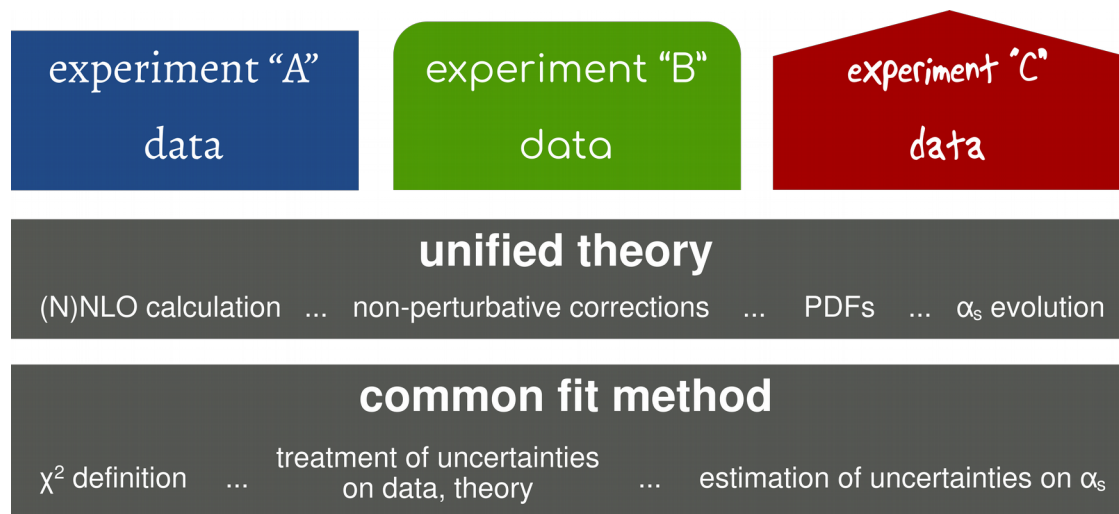 experiment “A”
data
experiment "B"
data
experiment "C"
data
unified theory
(N)NLO calculation ... non-perturbative corrections ... PDFs ... αₛ evolution
common fit method
χ² definition ... treatment of uncertainties
on data, theory ... estimation of uncertainties on αₛ